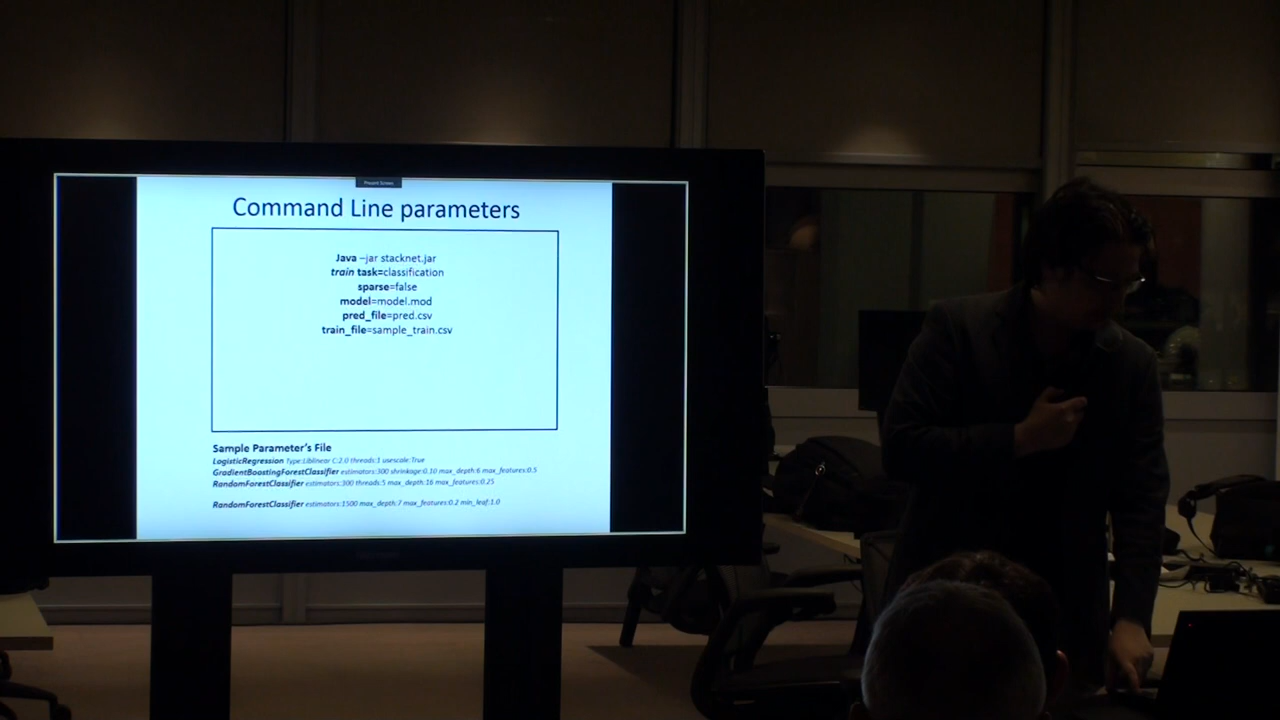 Present Screen
Command Line parameters
Java –jar stacknet.jar
train task=classification
sparse=false
model=model.mod
pred_file=pred.csv
train_file=sample_train.csv
Sample Parameter's File
LogisticRegression Type:Liblinear C:2.0 threads:1 usescale:True
GradientBoostingForestClassifier estimators:300 shrinkage:0.10 max_depth:6 max_features:0.5
RandomForestClassifier estimators:300 threads:5 max_depth:16 max_features:0.25
RandomForestClassifier estimators:1500 max_depth:7 max_features:0.2 min_leaf:1.0